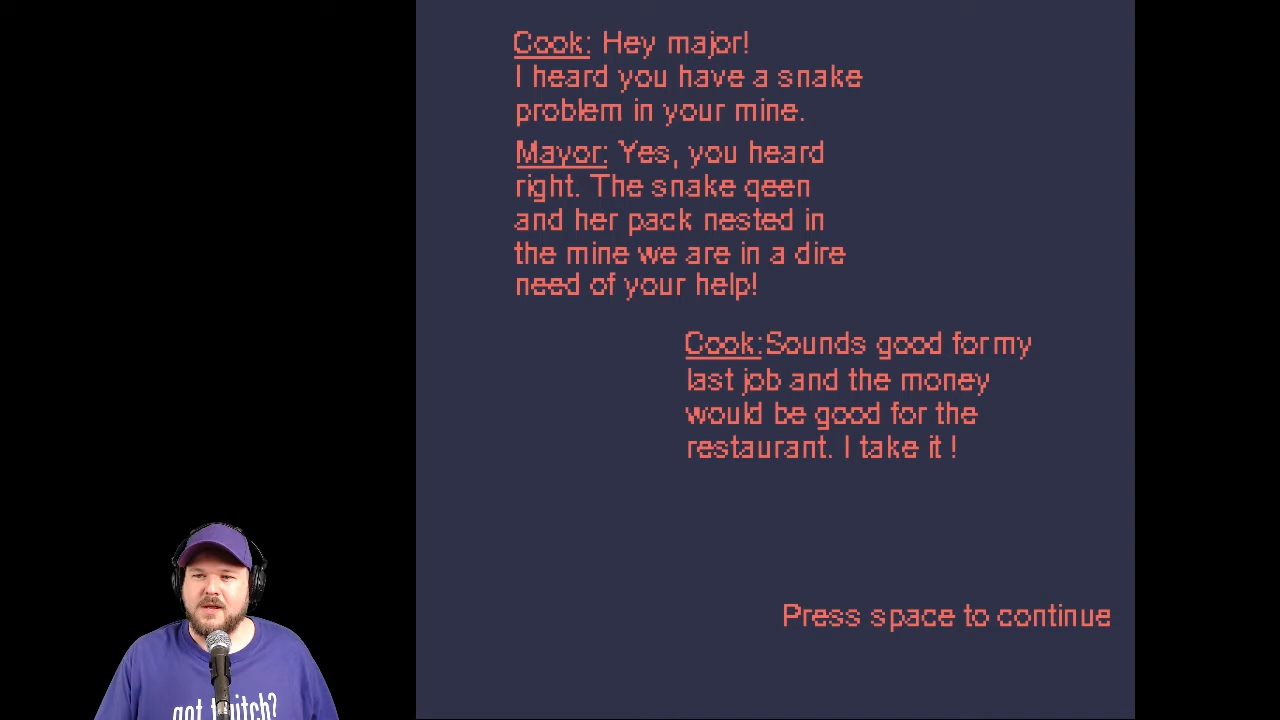 Cook: Hey major!
I heard you have a snake
problem in your mine.
Mayor: Yes, you heard
right. The snake qeen
and her pack nested in
the mine we are in a dire
need of your help!
Cook:Sounds good for my
last job and the money
would be good for the
restaurant. I take it !
Press space to continue
got twitch?